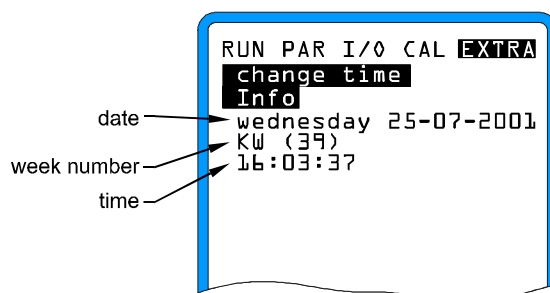 RUN PAR I/O CAL EXTRA
change time
Info
date
wednesday 25-07-2001
week number
KW (39)
time
16:03:37